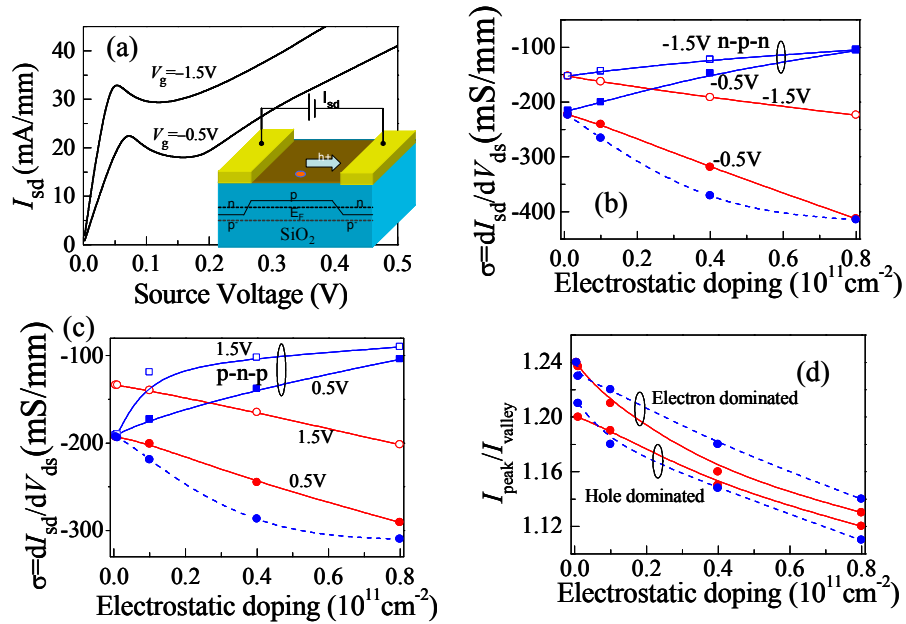 (a)
V_g=-1.5V
V_g=-0.5V
I_sd
h+
p
n n
E_F
p- p-
SiO2
I_sd (mA/mm)
40
30
20
10
0
0.0 0.1 0.2 0.3 0.4 0.5
Source Voltage (V)
(b)
-1.5V n-p-n
-0.5V
-1.5V
-0.5V
σ=dI_sd/dV_ds(mS/mm)
-100
-200
-300
-400
0.0 0.2 0.4 0.6 0.8
Electrostatic doping (10^11 cm^-2)
(c)
1.5V
p-n-p
0.5V
1.5V
0.5V
σ=dI_sd/dV_ds(mS/mm)
-100
-200
-300
0.0 0.2 0.4 0.6 0.8
Electrostatic doping (10^11 cm^-2)
(d)
Electron dominated
Hole dominated
I_peak/I_valley
1.24
1.20
1.16
1.12
0.0 0.2 0.4 0.6 0.8
Electrostatic doping (10^11 cm^-2)